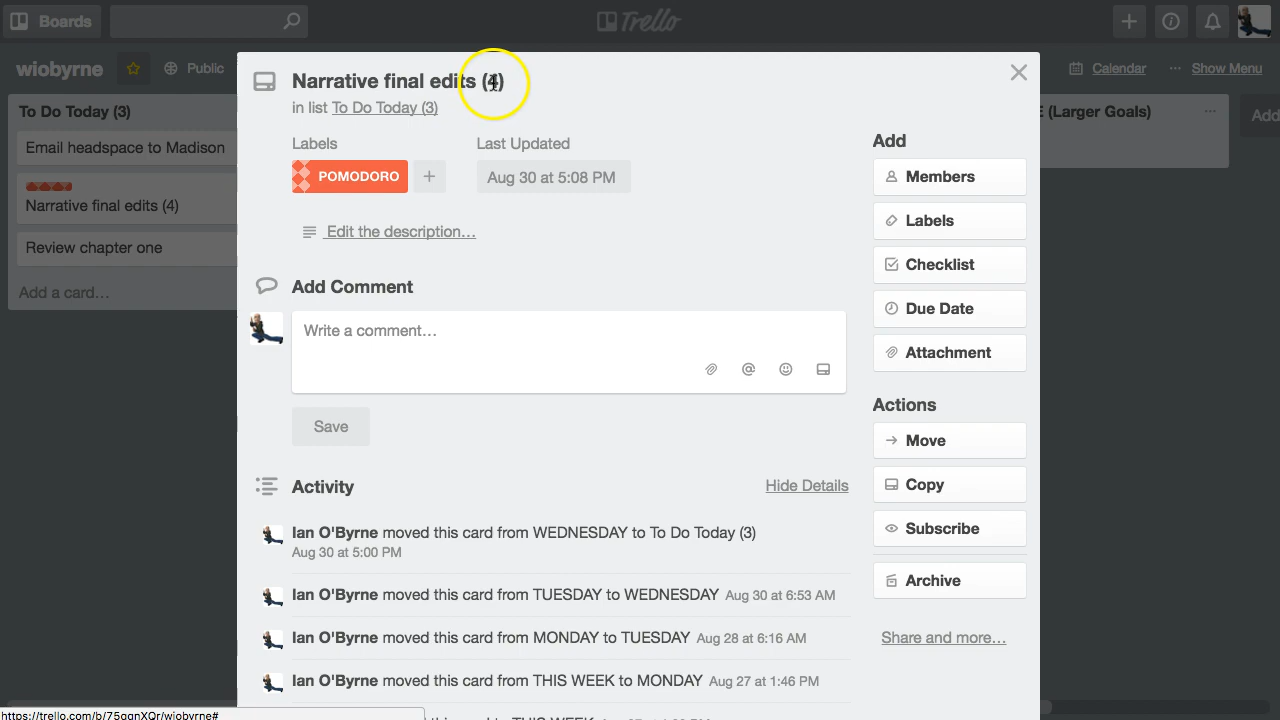 Boards
Trello
wiobyrne
Public
Calendar
Show Menu
To Do Today (3)
Email headspace to Madison
Narrative final edits (4)
Review chapter one
Add a card…
Narrative final edits (4)
in list To Do Today (3)
Labels
Last Updated
POMODORO
Aug 30 at 5:08 PM
Edit the description…
Add Comment
Write a comment…
Save
Activity
Hide Details
Ian O'Byrne moved this card from WEDNESDAY to To Do Today (3)
Aug 30 at 5:00 PM
Ian O'Byrne moved this card from TUESDAY to WEDNESDAY Aug 30 at 6:53 AM
Ian O'Byrne moved this card from MONDAY to TUESDAY Aug 28 at 6:16 AM
Ian O'Byrne moved this card from THIS WEEK to MONDAY Aug 27 at 1:46 PM
Add
Members
Labels
Checklist
Due Date
Attachment
Actions
Move
Copy
Subscribe
Archive
Share and more…
(Larger Goals)
Add